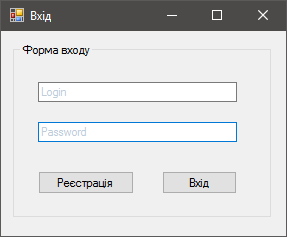 Вхід
Форма входу
Login
Password
Реєстрація
Вхід